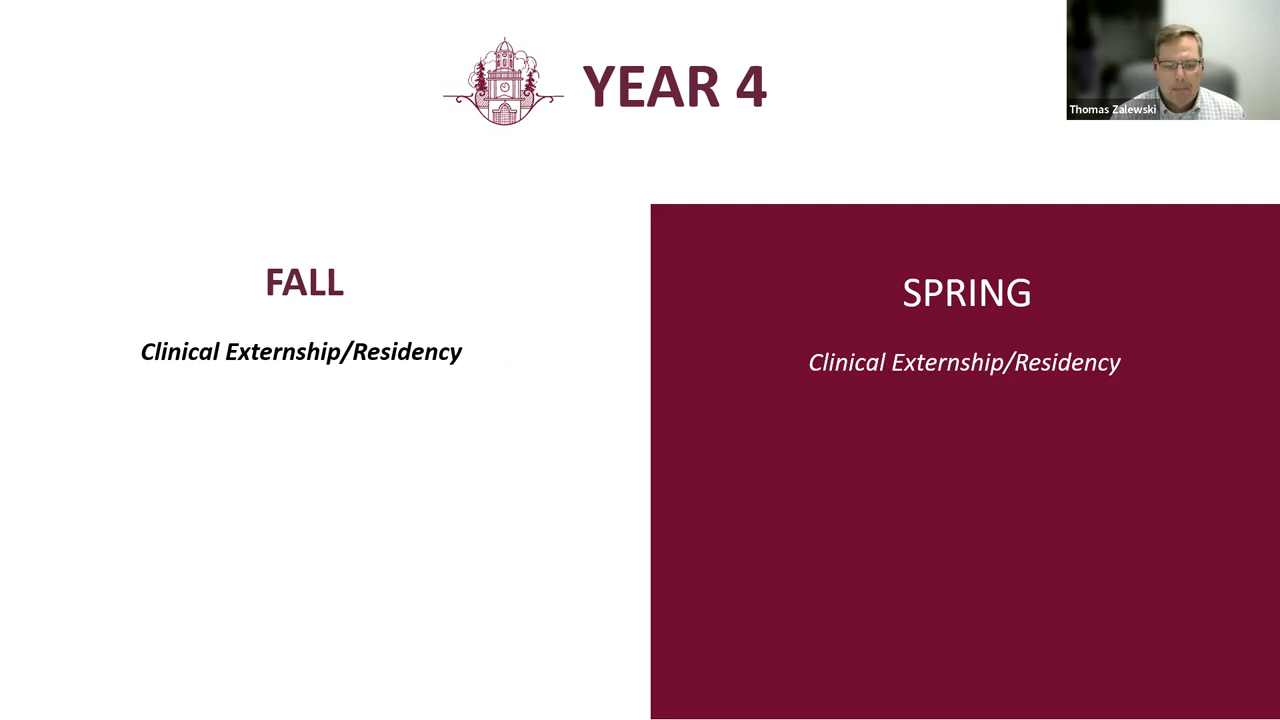 YEAR 4
Thomas Zalewski
FALL
Clinical Externship/Residency
SPRING
Clinical Externship/Residency